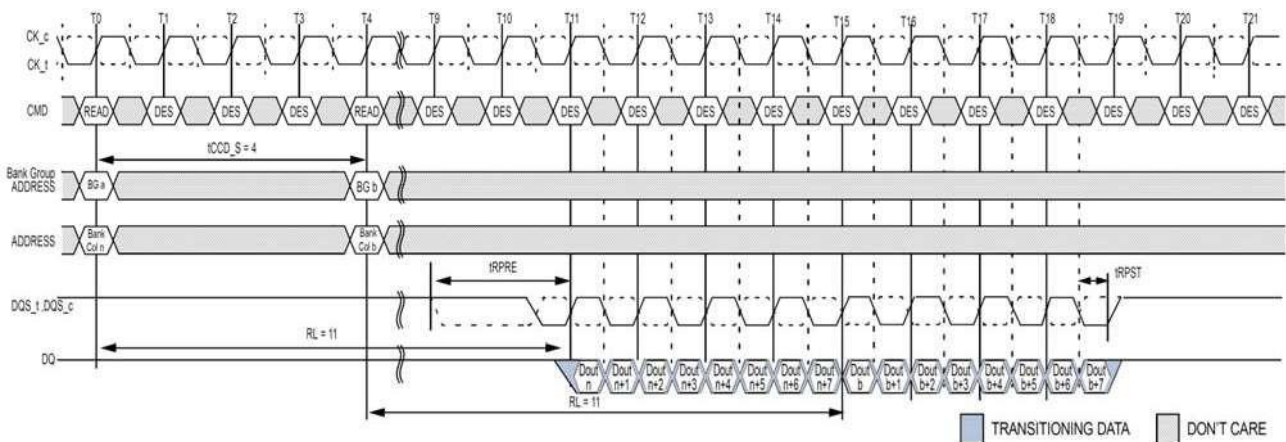 T0 T1 T2 T3 T4 T9 T10 T11 T12 T13 T14 T15 T16 T17 T18 T19 T20 T21
CK_c
CK_t
CMD READ DES DES DES READ DES DES DES DES DES DES DES DES DES DES DES DES DES
tCCD_S = 4
Bank Group
ADDRESS BG a BG b
ADDRESS Bank Col n Bank Col b
tRPRE tRPST
DQS_t ,DQS_c
RL = 11
DQ
Dout Dout Dout Dout Dout Dout Dout Dout Dout Dout Dout Dout Dout Dout Dout Dout
n n+1 n+2 n+3 n+4 n+5 n+6 n+7 b b+1 b+2 b+3 b+4 b+5 b+6 b+7
RL = 11
TRANSITIONING DATA DON'T CARE